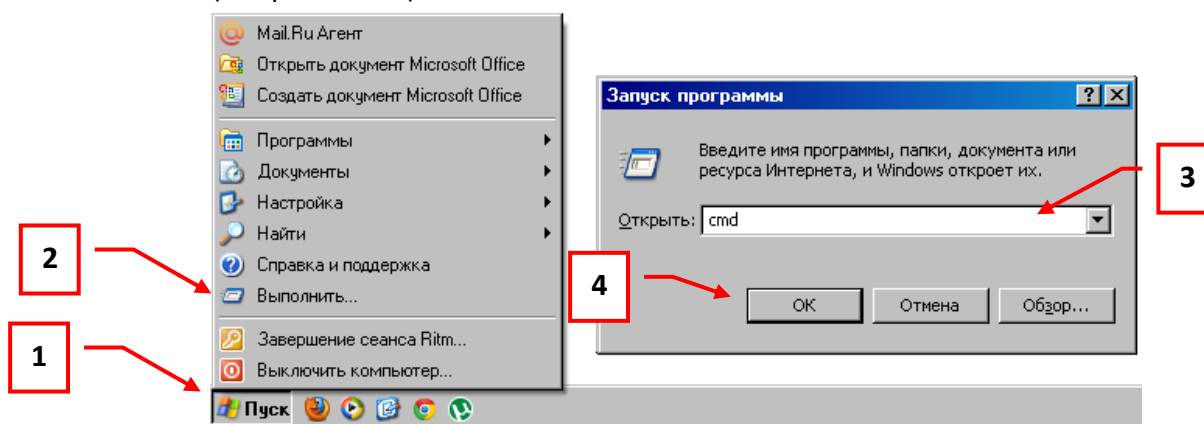 Mail.Ru Агент
Открыть документ Microsoft Office
Создать документ Microsoft Office
Программы
Документы
Настройка
Найти
Справка и поддержка
Выполнить...
Завершение сеанса Ritm...
Выключить компьютер...
Пуск
2
1
Запуск программы
Введите имя программы, папки, документа или
ресурса Интернета, и Windows откроет их.
Открыть: cmd
3
4
ОК Отмена Обзор...